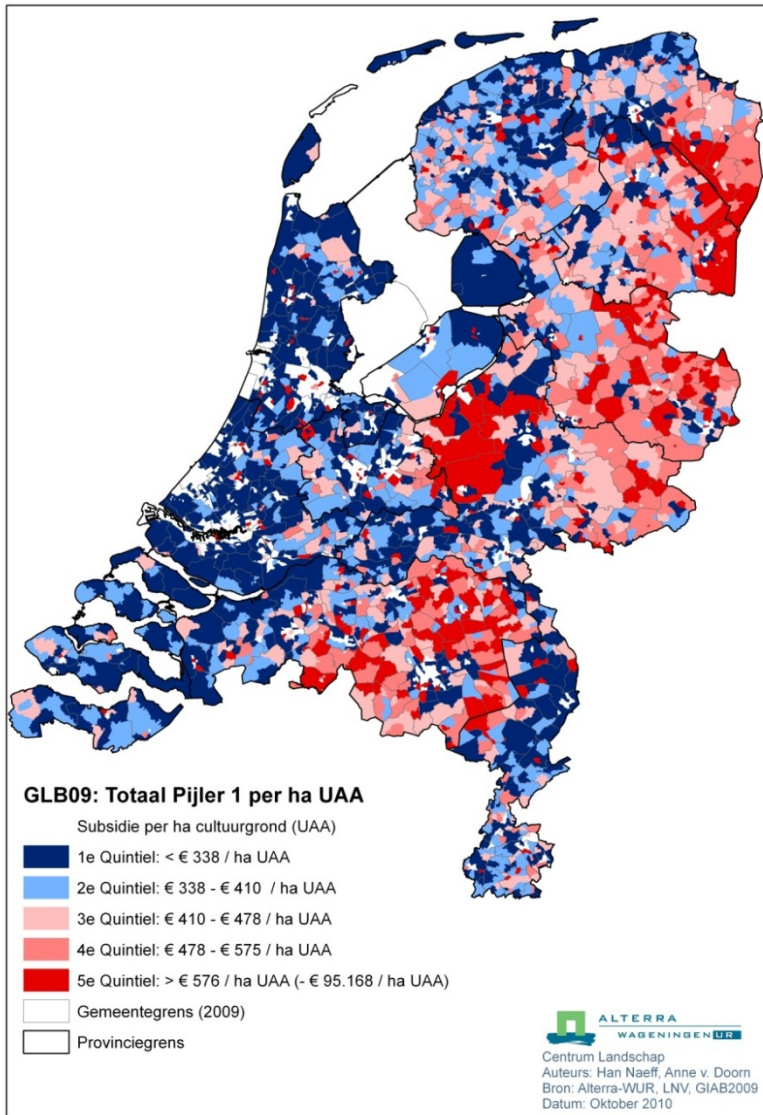 GLB09: Totaal Pijler 1 per ha UAA
Subsidie per ha cultuurgrond (UAA)
1e Quintiel: < € 338 / ha UAA
2e Quintiel: € 338 - € 410 / ha UAA
3e Quintiel: € 410 - € 478 / ha UAA
4e Quintiel: € 478 - € 575 / ha UAA
5e Quintiel: > € 576 / ha UAA (- € 95.168 / ha UAA)
Gemeentegrens (2009)
Provinciegrens
ALTERRA
WAGENINGEN UR
Centrum Landschap
Auteurs: Han Naeff, Anne v. Doorn
Bron: Alterra-WUR, LNV, GIAB2009
Datum: Oktober 2010